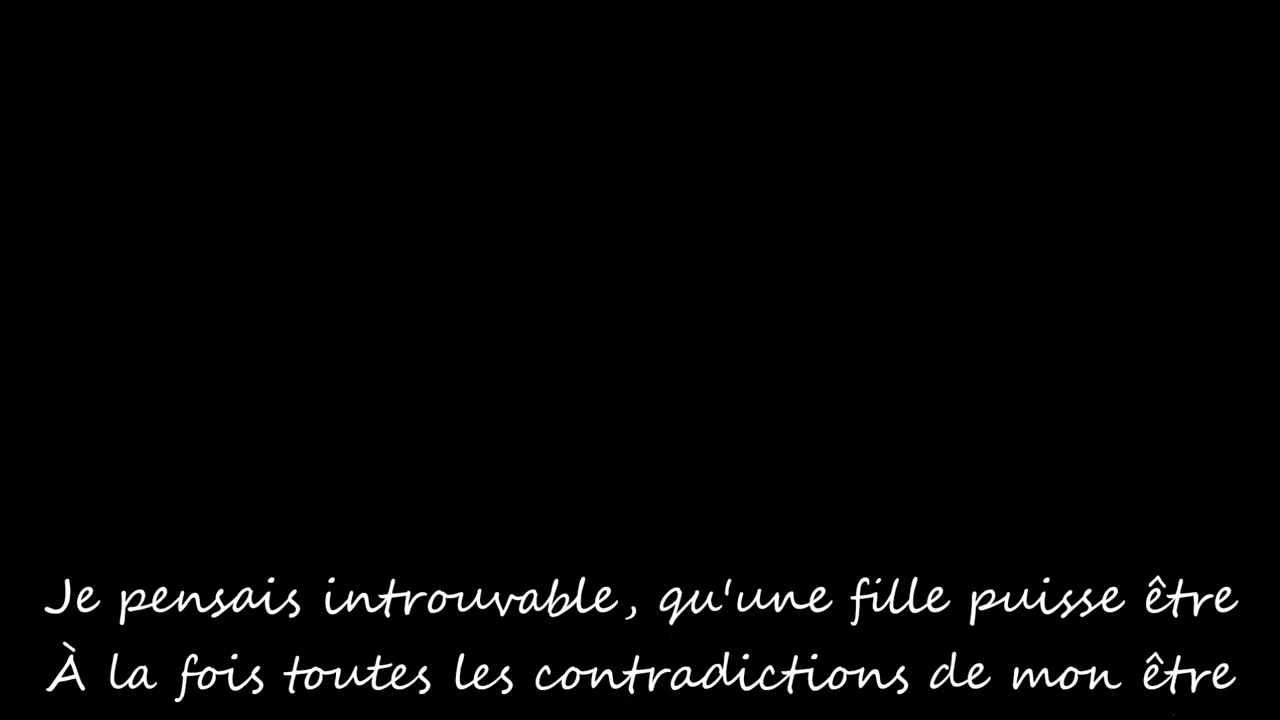 Je pensais introuvable, qu'une fille puisse être
À la fois toutes les contradictions de mon être